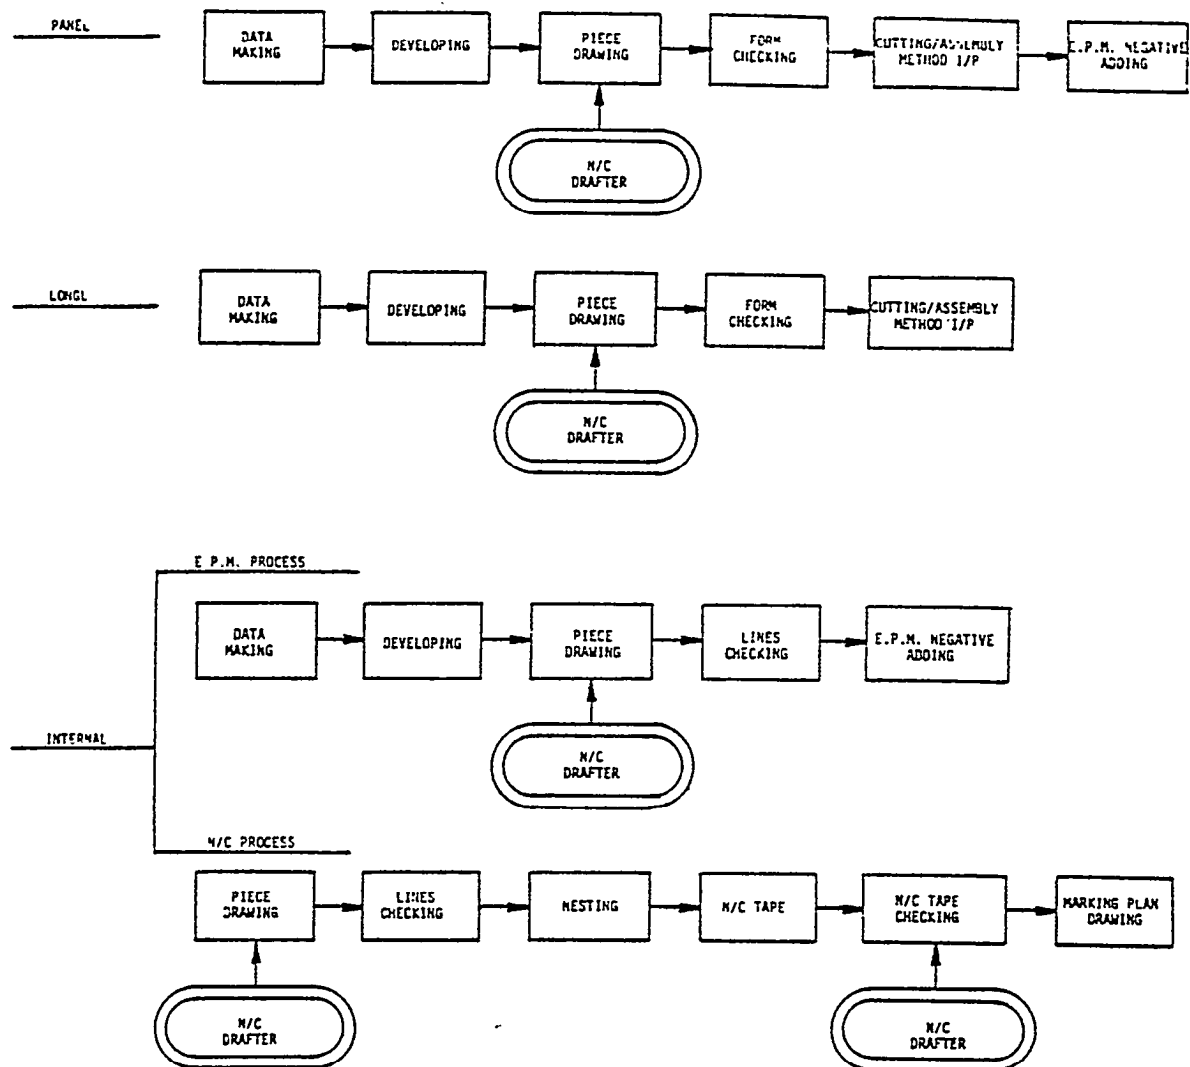 PANEL
DATA
MAKING
DEVELOPING
PIECE
DRAWING
FORM
CHECKING
CUTTING/ASSEMBLY
METHOD I/P
E.P.M. NEGATIVE
ADDING
N/C
DRAFTER
LONGL
DATA
MAKING
DEVELOPING
PIECE
DRAWING
FORM
CHECKING
CUTTING/ASSEMBLY
METHOD I/P
N/C
DRAFTER
E P.M. PROCESS
DATA
MAKING
DEVELOPING
PIECE
DRAWING
LINES
CHECKING
E.P.M. NEGATIVE
ADDING
N/C
DRAFTER
INTERNAL
N/C PROCESS
PIECE
DRAWING
LINES
CHECKING
NESTING
N/C TAPE
N/C TAPE
CHECKING
MARKING PLAN
DRAWING
N/C
DRAFTER
N/C
DRAFTER